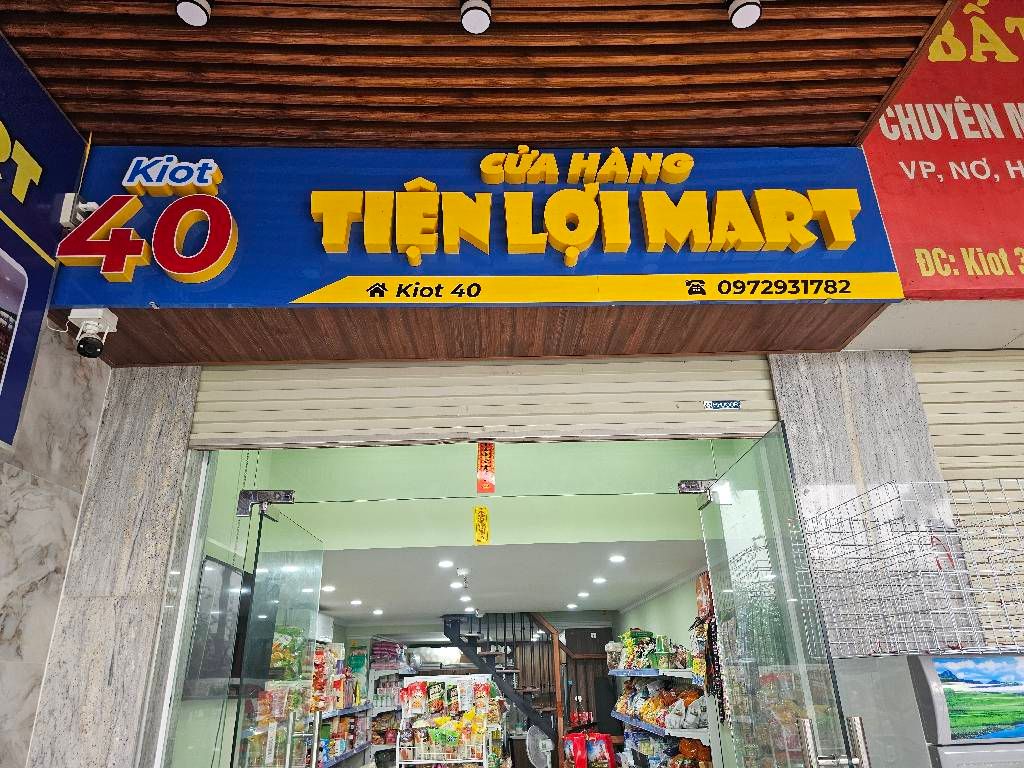 Kiot
40
CỬA HÀNG
TIỆN LỢI MART
Kiot 40
0972931782
CHUYÊN
VP, NƠ,
ĐC: Kiot